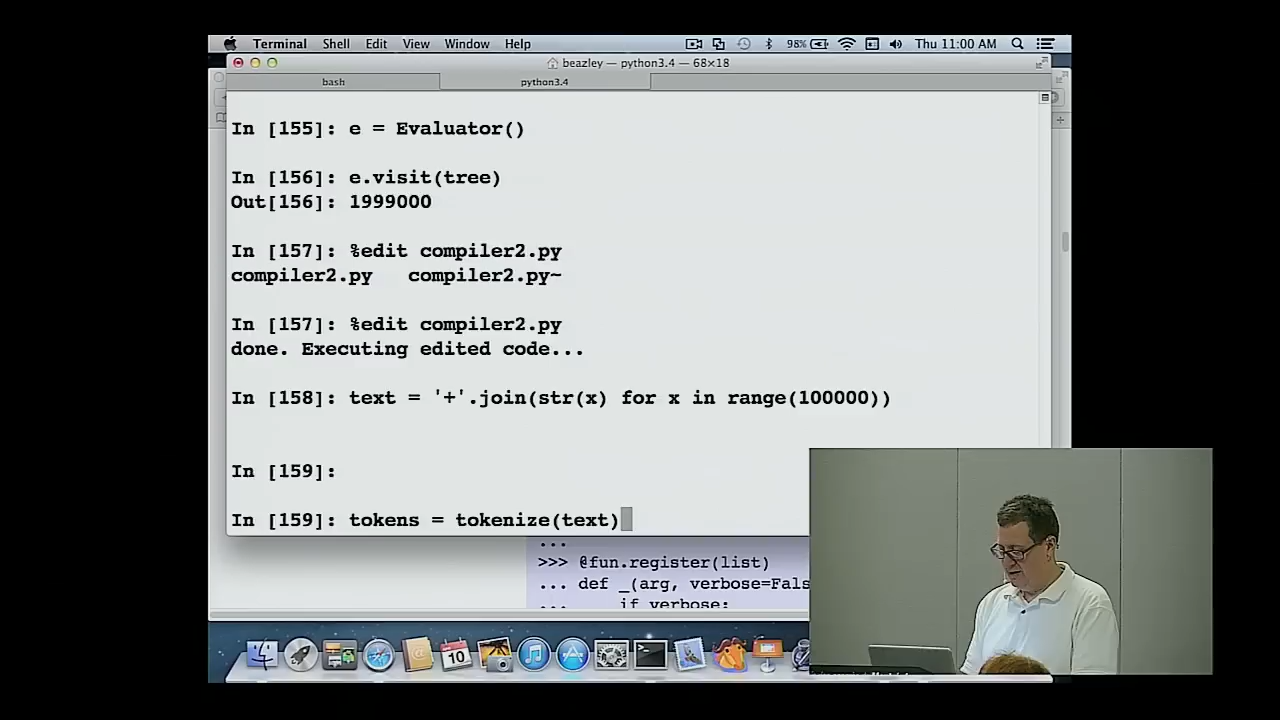 Terminal Shell Edit View Window Help 98% Thu 11:00 AM
beazley — python3.4 — 68×18
bash python3.4
In [155]: e = Evaluator()
In [156]: e.visit(tree)
Out[156]: 1999000
In [157]: %edit compiler2.py
compiler2.py compiler2.py~
In [157]: %edit compiler2.py
done. Executing edited code...
In [158]: text = '+'.join(str(x) for x in range(100000))
In [159]:
In [159]: tokens = tokenize(text)
...
>>> @fun.register(list)
... def _(arg, verbose=Fals
... if verbose:
10